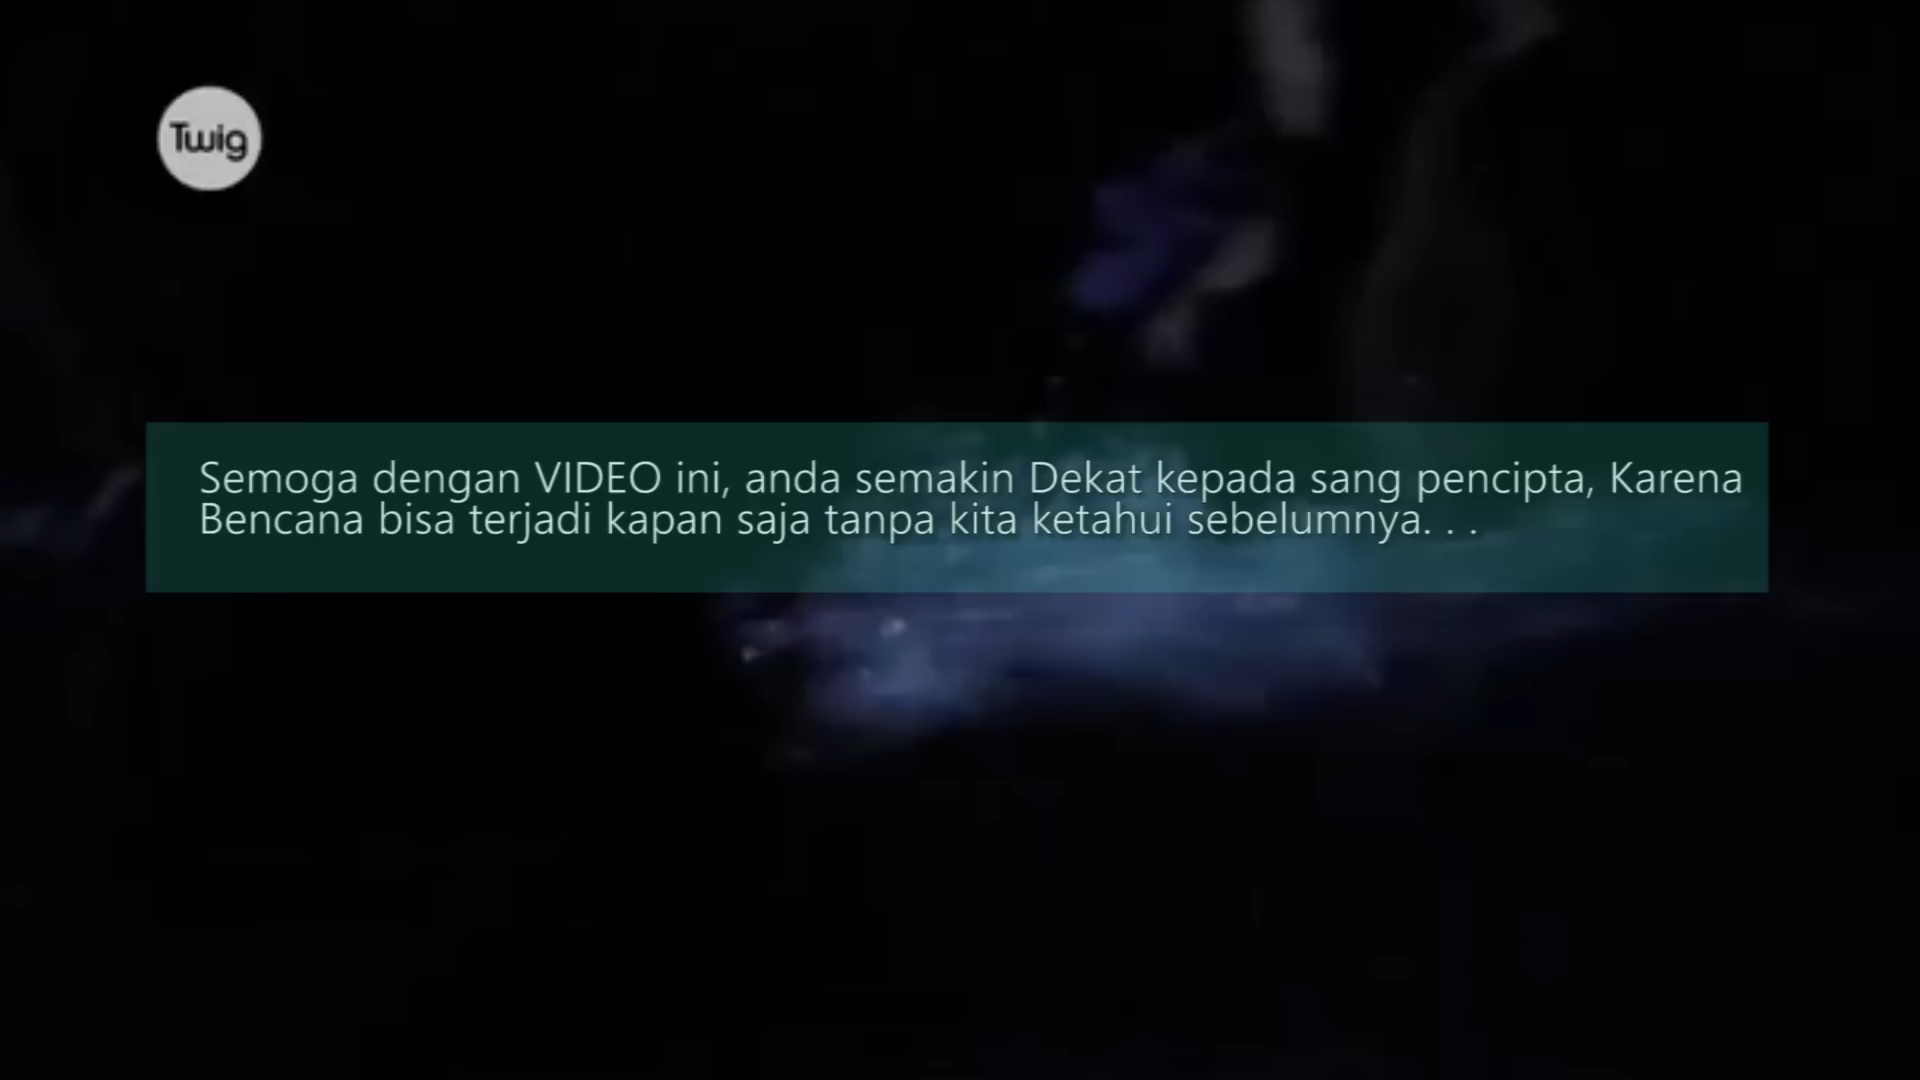 Twig
Semoga dengan VIDEO ini, anda semakin Dekat kepada sang pencipta, Karena
Bencana bisa terjadi kapan saja tanpa kita ketahui sebelumnya. . .